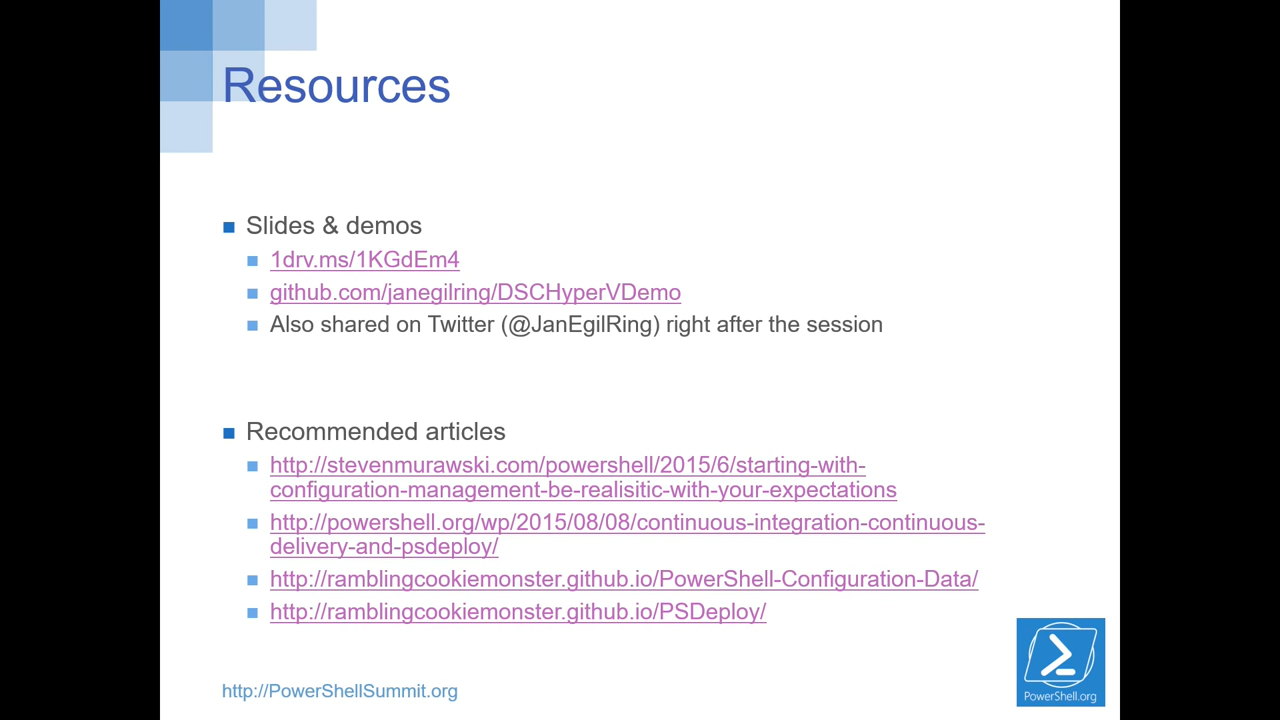 Resources
Slides & demos
1drv.ms/1KGdEm4
github.com/janegilring/DSCHyperVDemo
Also shared on Twitter (@JanEgilRing) right after the session
Recommended articles
http://stevenmurawski.com/powershell/2015/6/starting-with-
configuration-management-be-realisitic-with-your-expectations
http://powershell.org/wp/2015/08/08/continuous-integration-continuous-
delivery-and-psdeploy/
http://ramblingcookiemonster.github.io/PowerShell-Configuration-Data/
http://ramblingcookiemonster.github.io/PSDeploy/
http://PowerShellSummit.org
PowerShell.org